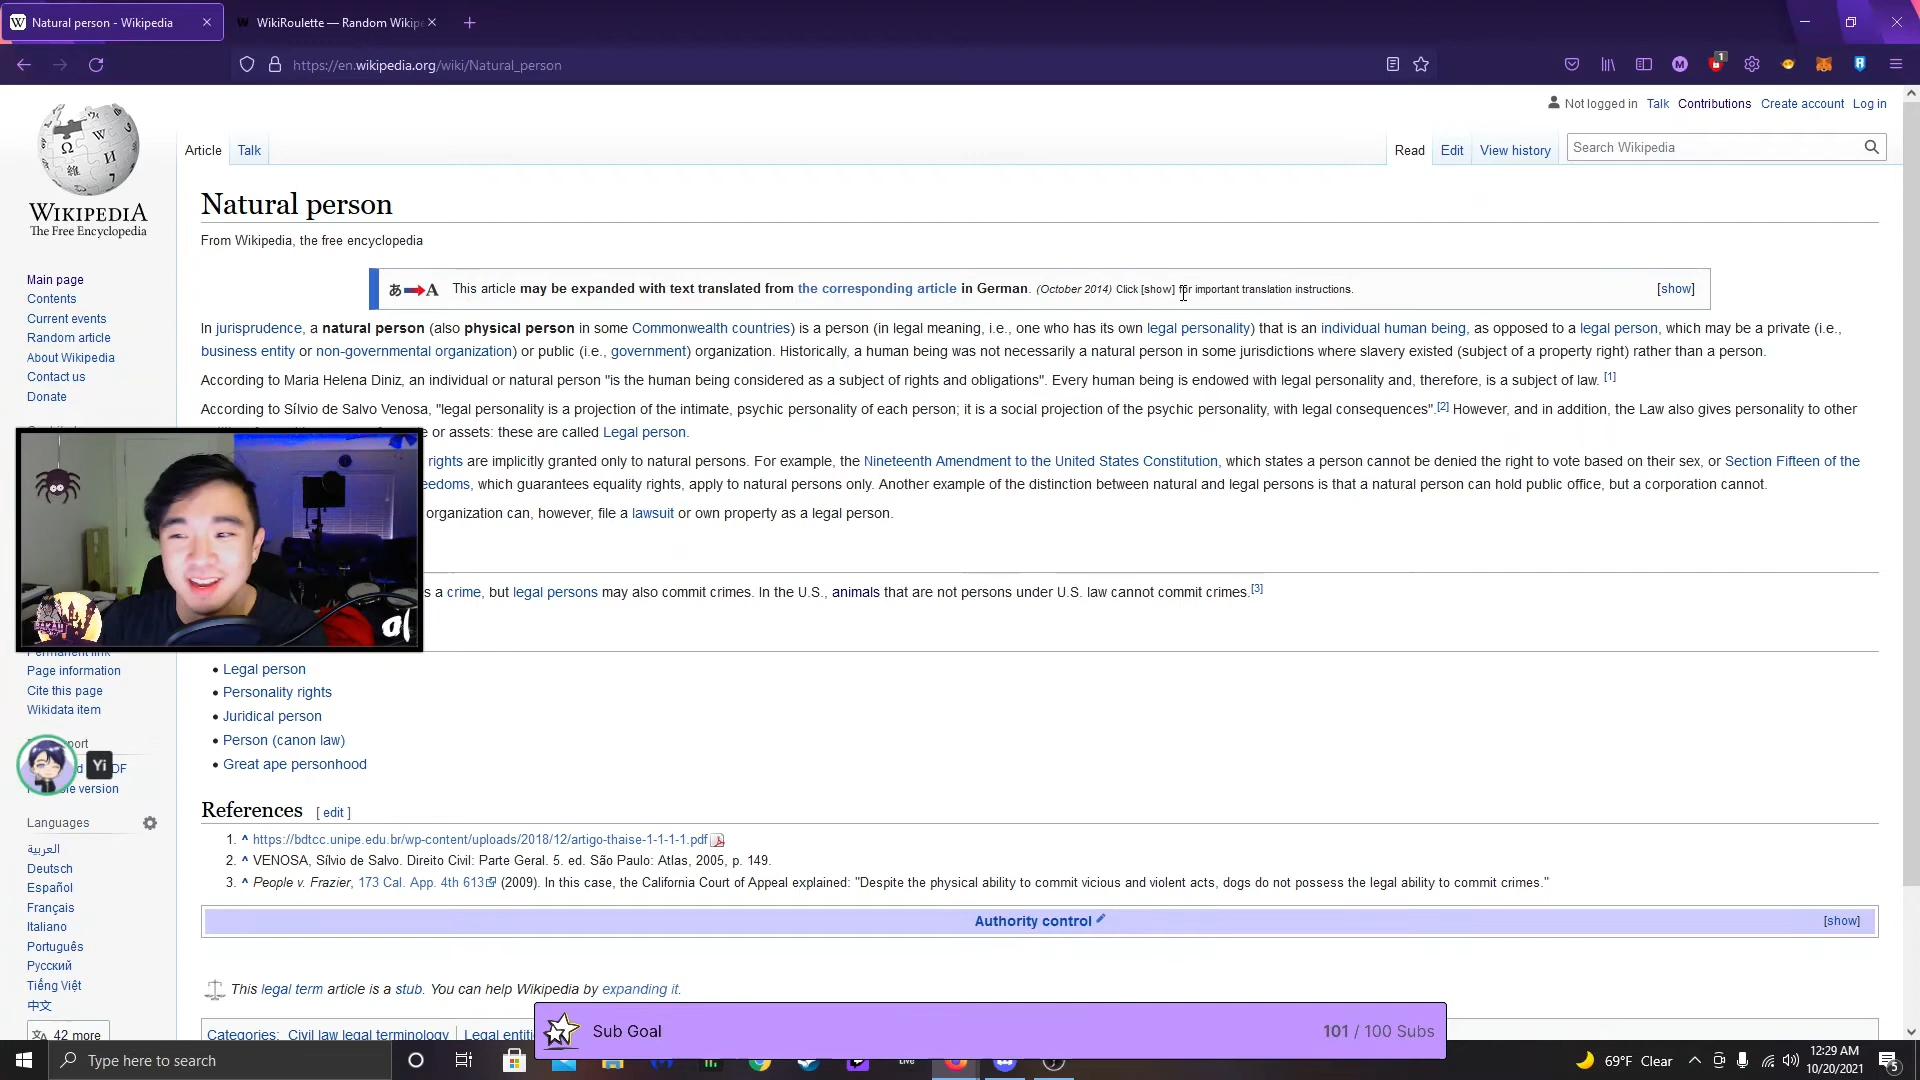 Natural person - Wikipedia
WikiRoulette — Random Wikip
https://en.wikipedia.org/wiki/Natural_person
1
Not logged in Talk Contributions Create account Log in
Article Talk
Read Edit View history
Search Wikipedia
WIKIPEDIA
The Free Encyclopedia
Main page
Contents
Current events
Random article
About Wikipedia
Contact us
Donate
Natural person
From Wikipedia, the free encyclopedia
あ A This article may be expanded with text translated from the corresponding article in German. (October 2014) Click [show] for important translation instructions. [show]
In jurisprudence, a natural person (also physical person in some Commonwealth countries) is a person (in legal meaning, i.e., one who has its own legal personality) that is an individual human being, as opposed to a legal person, which may be a private (i.e.,
business entity or non-governmental organization) or public (i.e., government) organization. Historically, a human being was not necessarily a natural person in some jurisdictions where slavery existed (subject of a property right) rather than a person.
According to Maria Helena Diniz, an individual or natural person "is the human being considered as a subject of rights and obligations". Every human being is endowed with legal personality and, therefore, is a subject of law. [1]
According to Sílvio de Salvo Venosa, "legal personality is a projection of the intimate, psychic personality of each person; it is a social projection of the psychic personality, with legal consequences".[2] However, and in addition, the Law also gives personality to other
e or assets: these are called Legal person.
rights are implicitly granted only to natural persons. For example, the Nineteenth Amendment to the United States Constitution, which states a person cannot be denied the right to vote based on their sex, or Section Fifteen of the
eedoms, which guarantees equality rights, apply to natural persons only. Another example of the distinction between natural and legal persons is that a natural person can hold public office, but a corporation cannot.
organization can, however, file a lawsuit or own property as a legal person.
s a crime, but legal persons may also commit crimes. In the U.S., animals that are not persons under U.S. law cannot commit crimes.[3]
Permanent link
Page information
Cite this page
Wikidata item
port
DF
le version
Yi
Languages
العربية
Deutsch
Español
Français
Italiano
Português
Русский
Tiếng Việt
中文
42 more
• Legal person
• Personality rights
• Juridical person
• Person (canon law)
• Great ape personhood
References [ edit ]
1. ^ https://bdtcc.unipe.edu.br/wp-content/uploads/2018/12/artigo-thaise-1-1-1-1.pdf
2. ^ VENOSA, Sílvio de Salvo. Direito Civil: Parte Geral. 5. ed. São Paulo: Atlas, 2005, p. 149.
3. ^ People v. Frazier, 173 Cal. App. 4th 613 (2009). In this case, the California Court of Appeal explained: "Despite the physical ability to commit vicious and violent acts, dogs do not possess the legal ability to commit crimes."
Authority control [show]
This legal term article is a stub. You can help Wikipedia by expanding it.
Categories: Civil law legal terminology Legal entiti
Sub Goal 101 / 100 Subs
Type here to search
69°F Clear
12:29 AM
10/20/2021
5